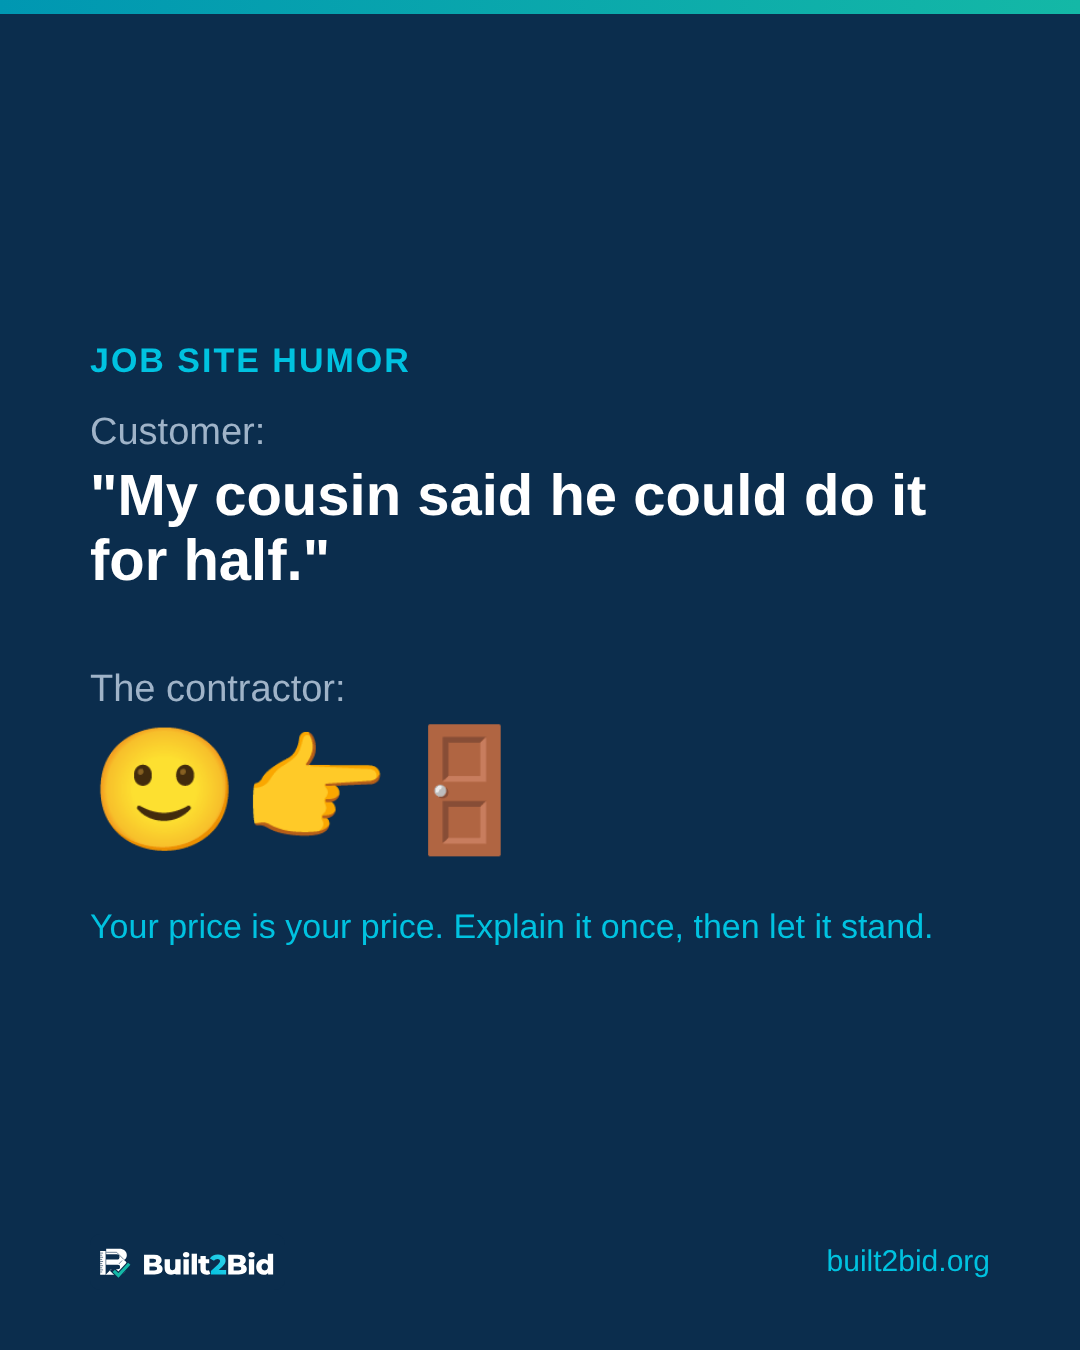 JOB SITE HUMOR
Customer:
"My cousin said he could do it
for half."
The contractor:
Your price is your price. Explain it once, then let it stand.
Built2Bid
built2bid.org